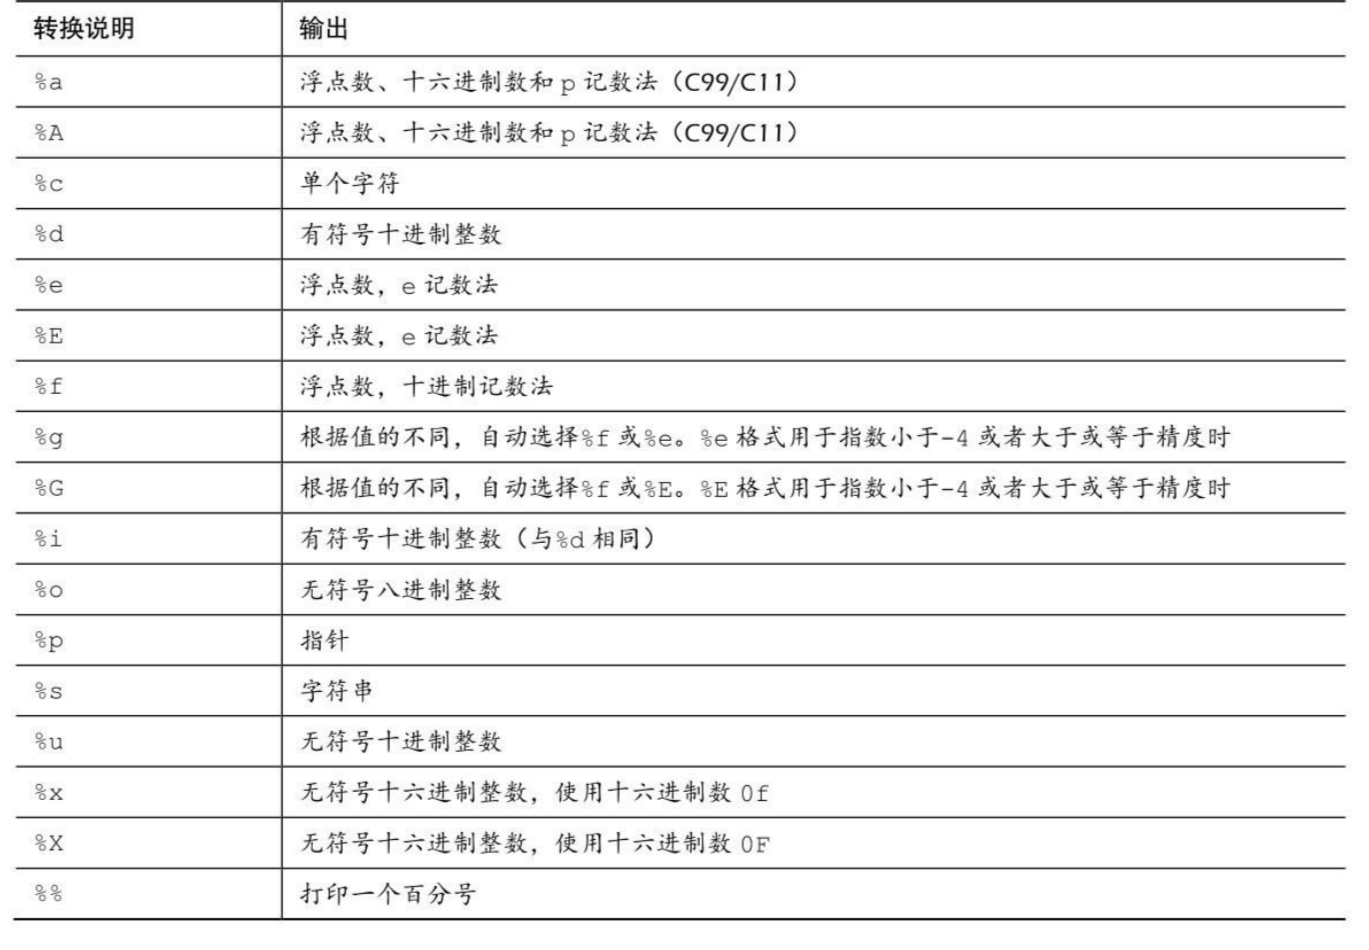 转换说明 输出
%a 浮点数、十六进制数和 p 记数法（C99/C11）
%A 浮点数、十六进制数和 p 记数法（C99/C11）
%c 单个字符
%d 有符号十进制整数
%e 浮点数，e 记数法
%E 浮点数，e 记数法
%f 浮点数，十进制记数法
%g 根据值的不同，自动选择%f 或%e。%e 格式用于指数小于-4 或者大于或等于精度时
%G 根据值的不同，自动选择%f 或%E。%E 格式用于指数小于-4 或者大于或等于精度时
%i 有符号十进制整数（与%d 相同）
%o 无符号八进制整数
%p 指针
%s 字符串
%u 无符号十进制整数
%x 无符号十六进制整数，使用十六进制数 0f
%X 无符号十六进制整数，使用十六进制数 0F
%% 打印一个百分号